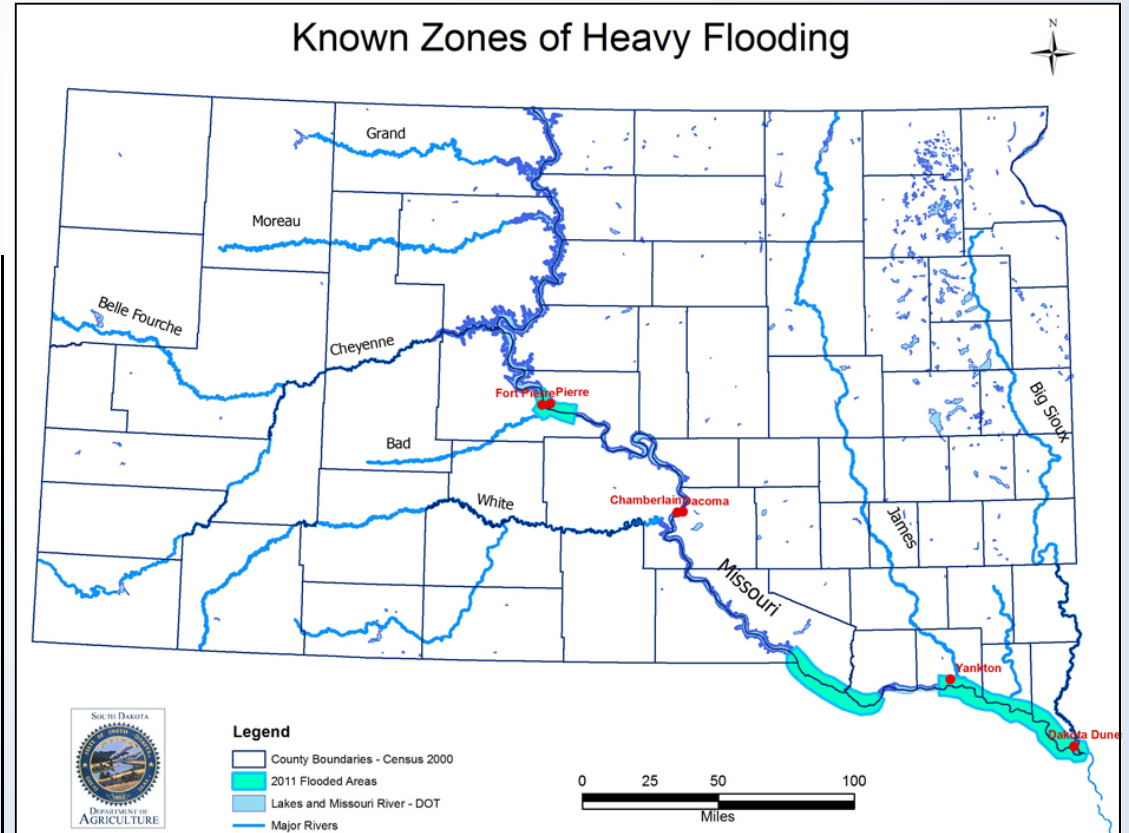 Known Zones of Heavy Flooding
N
Grand
Moreau
Belle Fourche
Cheyenne
Fort Pierre Pierre
Bad
White
Chamberlain Oacoma
Big Sioux
James
Missouri
Yankton
Dakota Dune
SOUTH DAKOTA
DEPARTMENT OF
AGRICULTURE
Legend
County Boundaries - Census 2000
2011 Flooded Areas
Lakes and Missouri River - DOT
Major Rivers
0 25 50 100
Miles